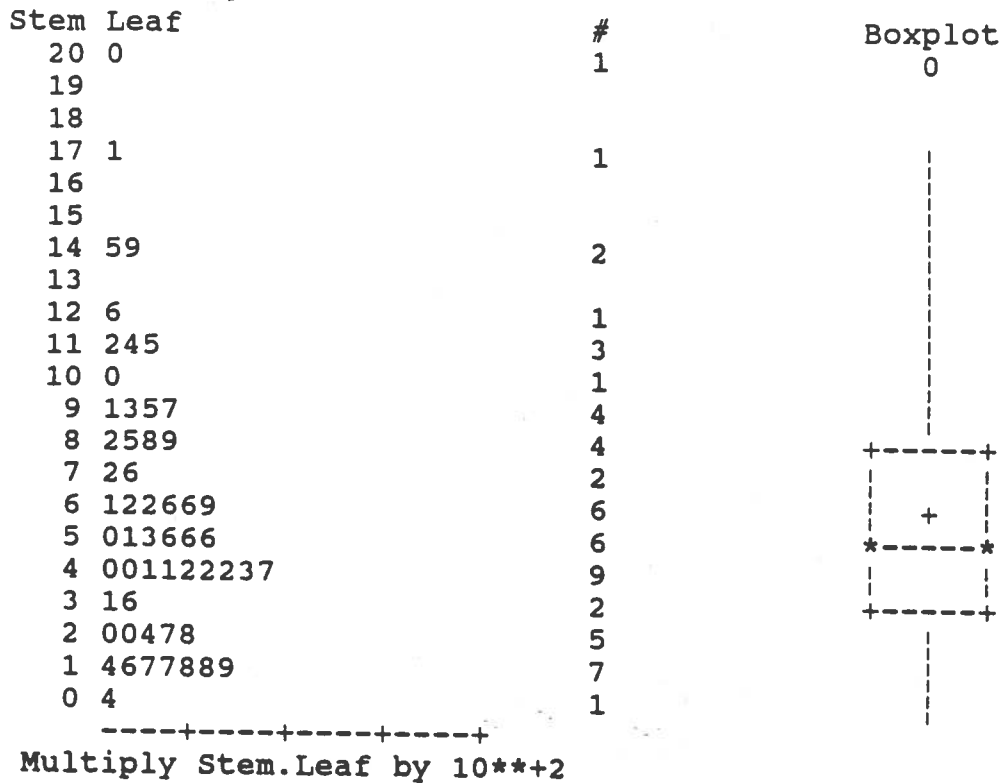 Stem Leaf # Boxplot
20 0 1 0
19
18
17 1 1 |
16 |
15 |
14 59 2 |
13 |
12 6 1 |
11 245 3 |
10 0 1 |
9 1357 4 |
8 2589 4 +-----+
7 26 2 | |
6 122669 6 | + |
5 013666 6 *-----*
4 001122237 9 | |
3 16 2 +-----+
2 00478 5 |
1 4677889 7 |
0 4 1 |
----+----+----+----+
Multiply Stem.Leaf by 10**+2